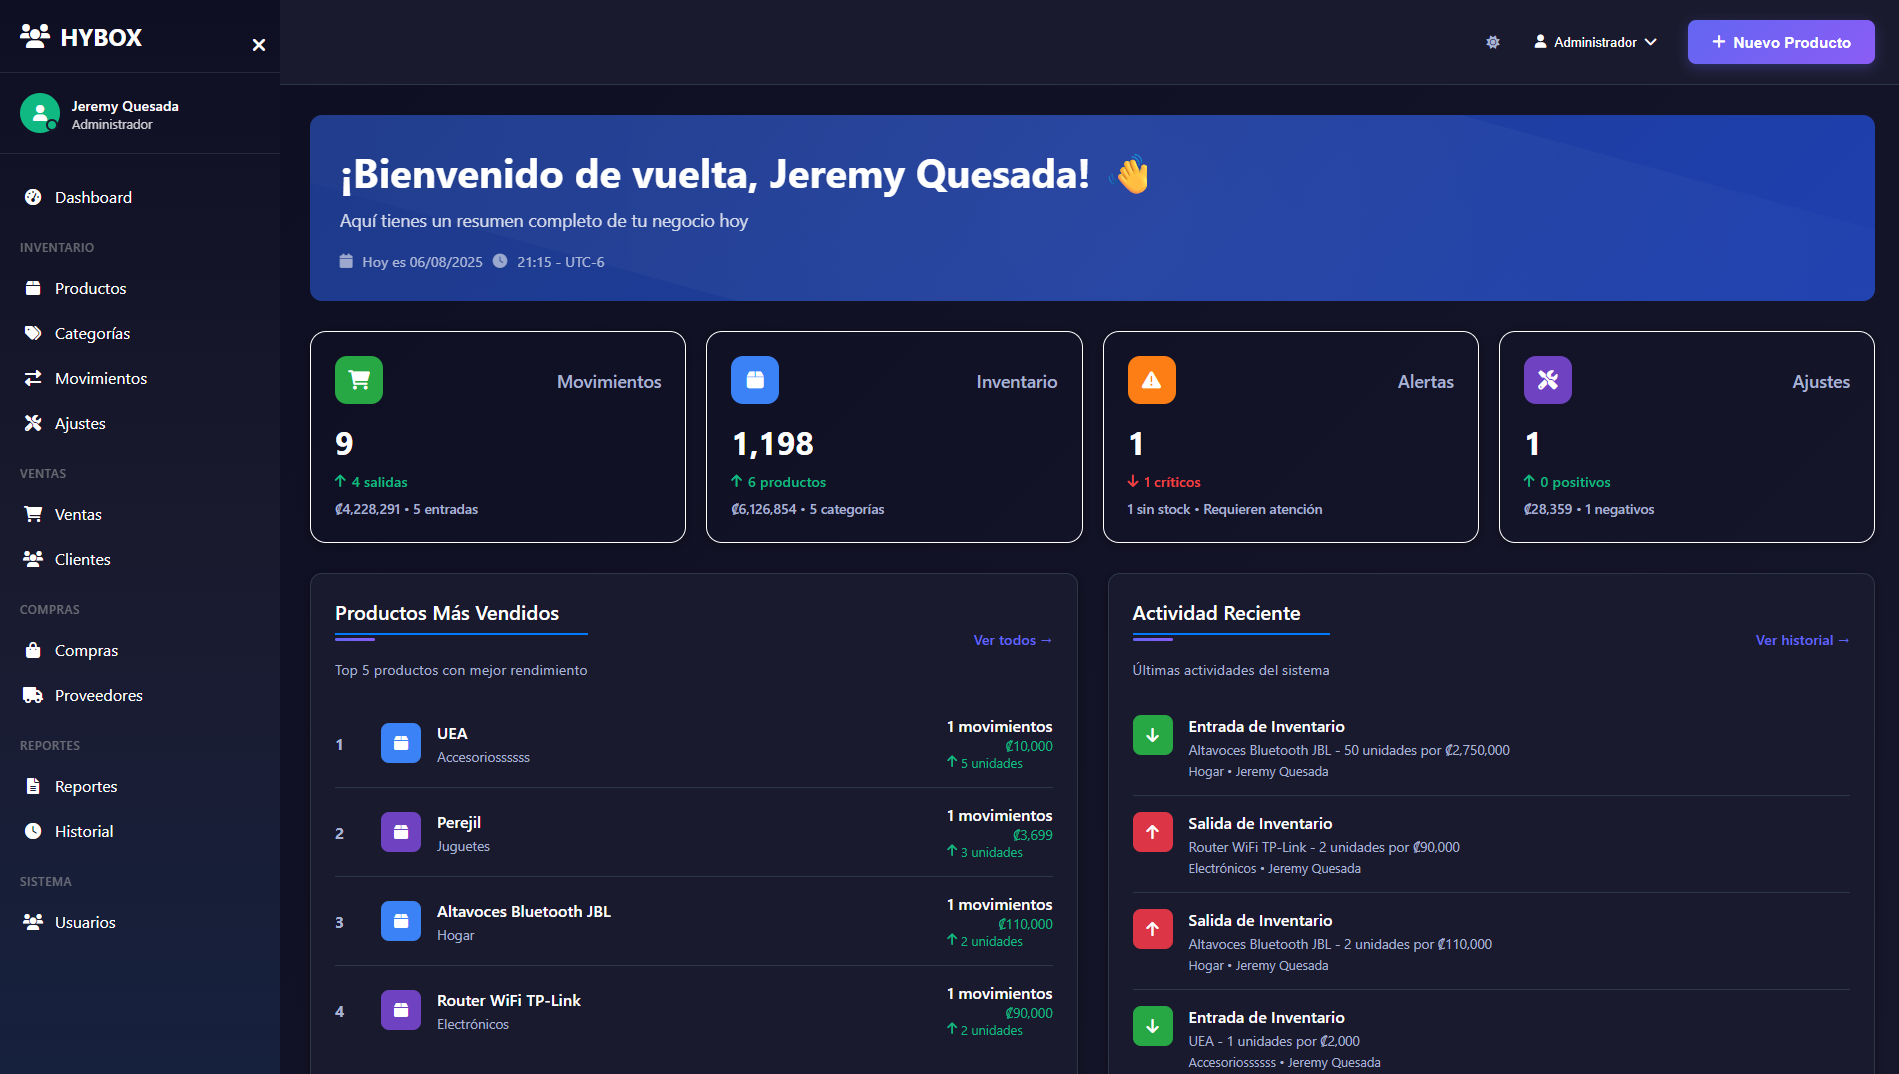 HYBOX
Jeremy Quesada
Administrador
Dashboard
INVENTARIO
Productos
Categorías
Movimientos
Ajustes
VENTAS
Ventas
Clientes
COMPRAS
Compras
Proveedores
REPORTES
Reportes
Historial
SISTEMA
Usuarios
Administrador
+ Nuevo Producto
¡Bienvenido de vuelta, Jeremy Quesada! 👋
Aquí tienes un resumen completo de tu negocio hoy
Hoy es 06/08/2025 21:15 - UTC-6
Movimientos
9
↑ 4 salidas
₡4,228,291 • 5 entradas
Inventario
1,198
↑ 6 productos
₡6,126,854 • 5 categorías
Alertas
1
↓ 1 críticos
1 sin stock • Requieren atención
Ajustes
1
↑ 0 positivos
₡28,359 • 1 negativos
Productos Más Vendidos
Ver todos →
Top 5 productos con mejor rendimiento
1
UEA
Accesoriossssss
1 movimientos
₡10,000
↑ 5 unidades
2
Perejil
Juguetes
1 movimientos
₡3,699
↑ 3 unidades
3
Altavoces Bluetooth JBL
Hogar
1 movimientos
₡110,000
↑ 2 unidades
4
Router WiFi TP-Link
Electrónicos
1 movimientos
₡90,000
↑ 2 unidades
Actividad Reciente
Ver historial →
Últimas actividades del sistema
Entrada de Inventario
Altavoces Bluetooth JBL - 50 unidades por ₡2,750,000
Hogar • Jeremy Quesada
Salida de Inventario
Router WiFi TP-Link - 2 unidades por ₡90,000
Electrónicos • Jeremy Quesada
Salida de Inventario
Altavoces Bluetooth JBL - 2 unidades por ₡110,000
Hogar • Jeremy Quesada
Entrada de Inventario
UEA - 1 unidades por ₡2,000
Accesoriossssss • Jeremy Quesada